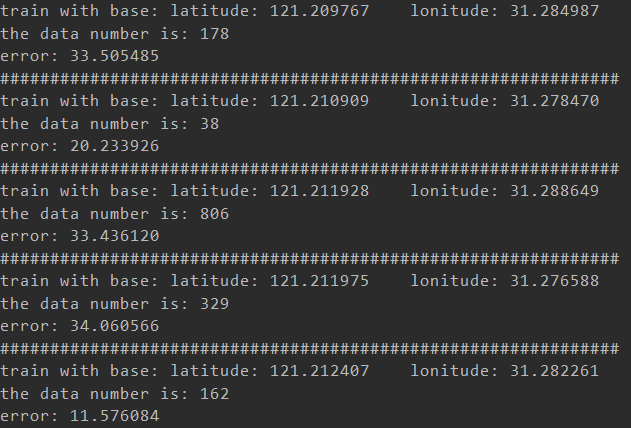 train with base: latitude: 121.209767    lonitude: 31.284987
the data number is: 178
error: 33.505485
##############################################################
train with base: latitude: 121.210909    lonitude: 31.278470
the data number is: 38
error: 20.233926
##############################################################
train with base: latitude: 121.211928    lonitude: 31.288649
the data number is: 806
error: 33.436120
##############################################################
train with base: latitude: 121.211975    lonitude: 31.276588
the data number is: 329
error: 34.060566
##############################################################
train with base: latitude: 121.212407    lonitude: 31.282261
the data number is: 162
error: 11.576084